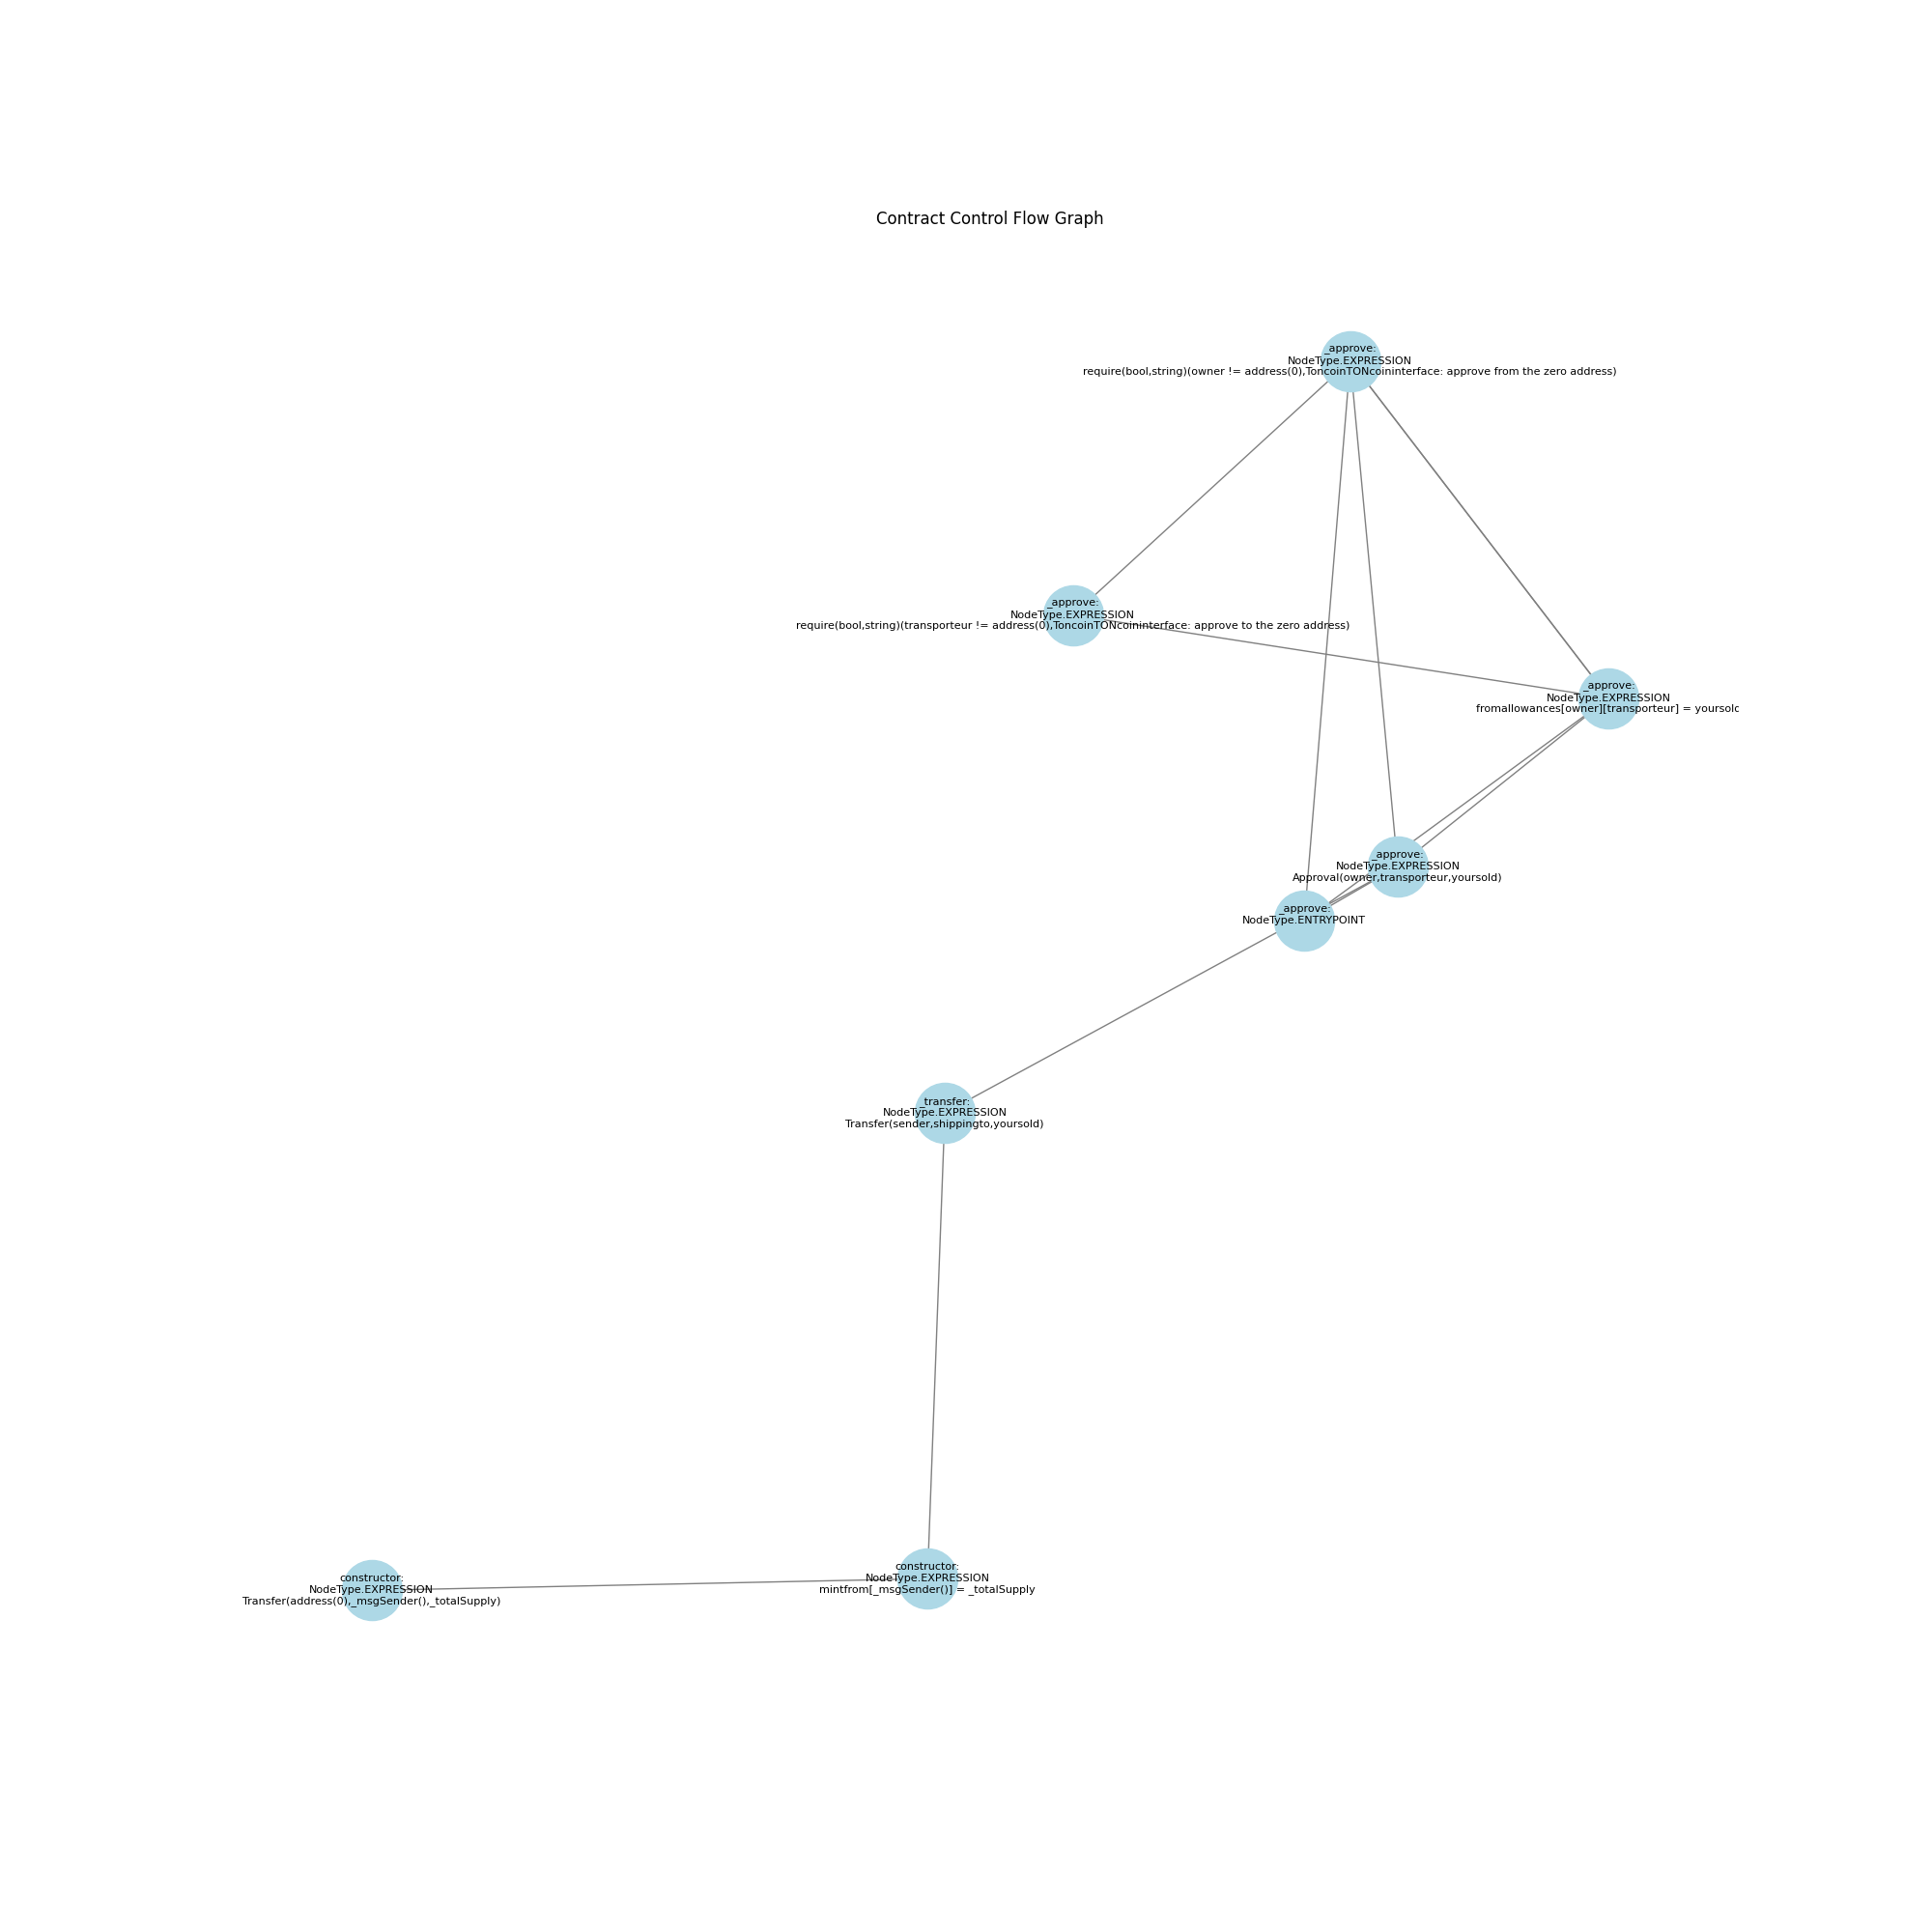 Contract Control Flow Graph
_approve:
NodeType.EXPRESSION
require(bool,string)(owner != address(0),ToncoinTONcoininterface: approve from the zero address)
_approve:
NodeType.EXPRESSION
require(bool,string)(transporteur != address(0),ToncoinTONcoininterface: approve to the zero address)
_approve:
NodeType.EXPRESSION
fromallowances[owner][transporteur] =
_approve:
NodeType.EXPRESSION
Approval(owner,transporteur,yoursold)
_approve:
NodeType.ENTRYPOINT
_transfer:
NodeType.EXPRESSION
Transfer(sender,shippingto,yoursold)
constructor:
NodeType.EXPRESSION
mintfrom[_msgSender()] = _totalSupply
constructor:
NodeType.EXPRESSION
Transfer(address(0),_msgSender(),_totalSupply)